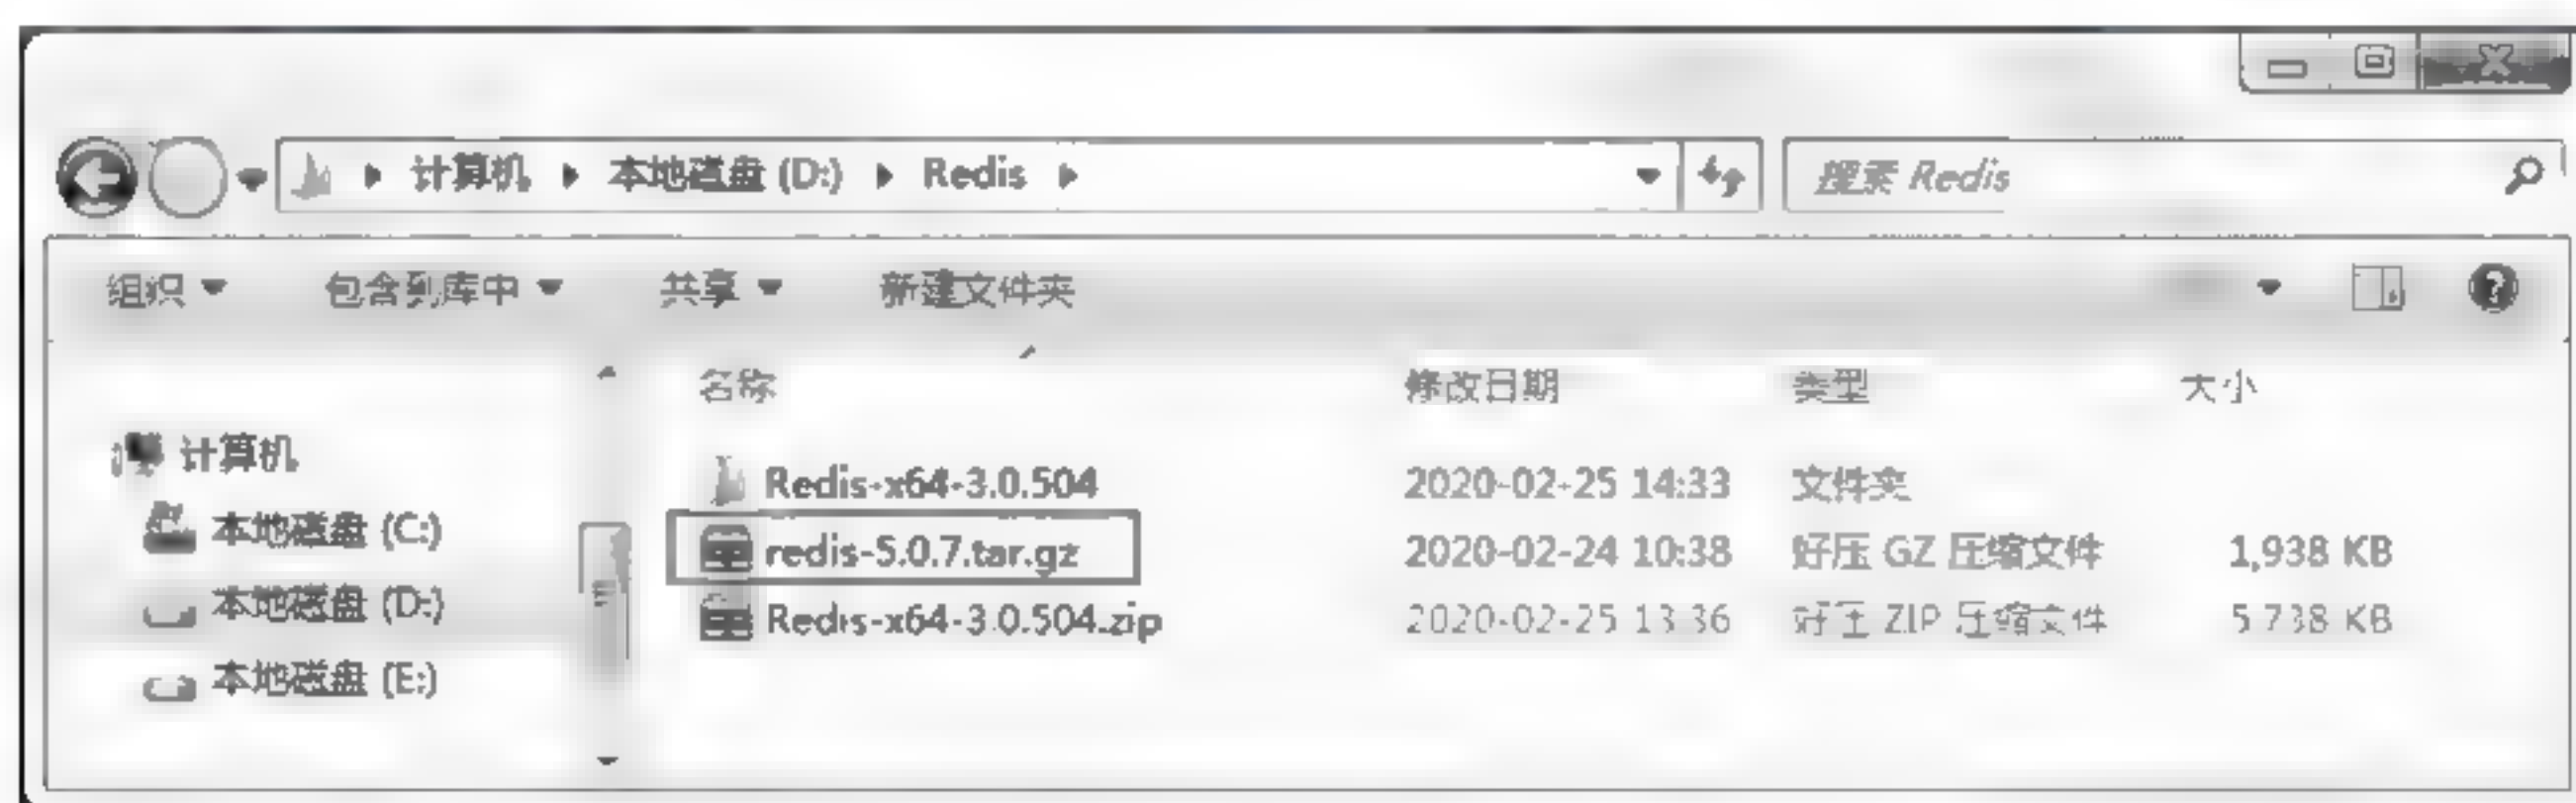 计算机 本地磁盘 (D:) Redis 搜索 Redis
组织 包含到库中 共享 新建文件夹
名称 修改日期 类型 大小
计算机
本地磁盘 (C:)
本地磁盘 (D:)
本地磁盘 (E:)
Redis-x64-3.0.504 2020-02-25 14:33 文件夹
redis-5.0.7.tar.gz 2020-02-24 10:38 好压 GZ 压缩文件 1,938 KB
Redis-x64-3.0.504.zip 2020-02-25 13:36 好压 ZIP 压缩文件 5,738 KB